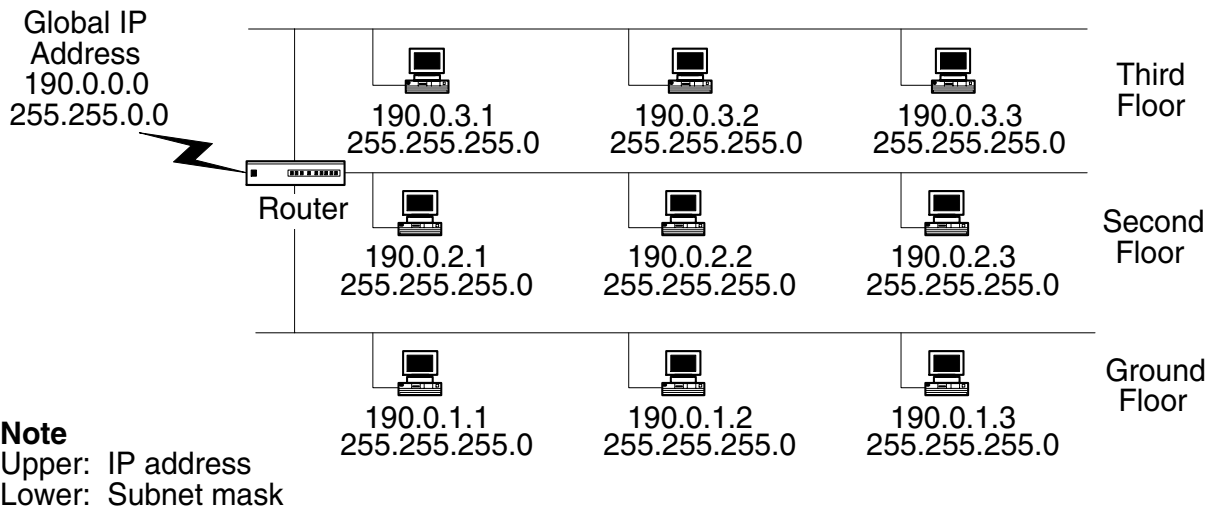 Global IP
Address
190.0.0.0
255.255.0.0
190.0.3.1
255.255.255.0
190.0.3.2
255.255.255.0
190.0.3.3
255.255.255.0
Third
Floor
Router
190.0.2.1
255.255.255.0
190.0.2.2
255.255.255.0
190.0.2.3
255.255.255.0
Second
Floor
190.0.1.1
255.255.255.0
190.0.1.2
255.255.255.0
190.0.1.3
255.255.255.0
Ground
Floor
Note
Upper: IP address
Lower: Subnet mask